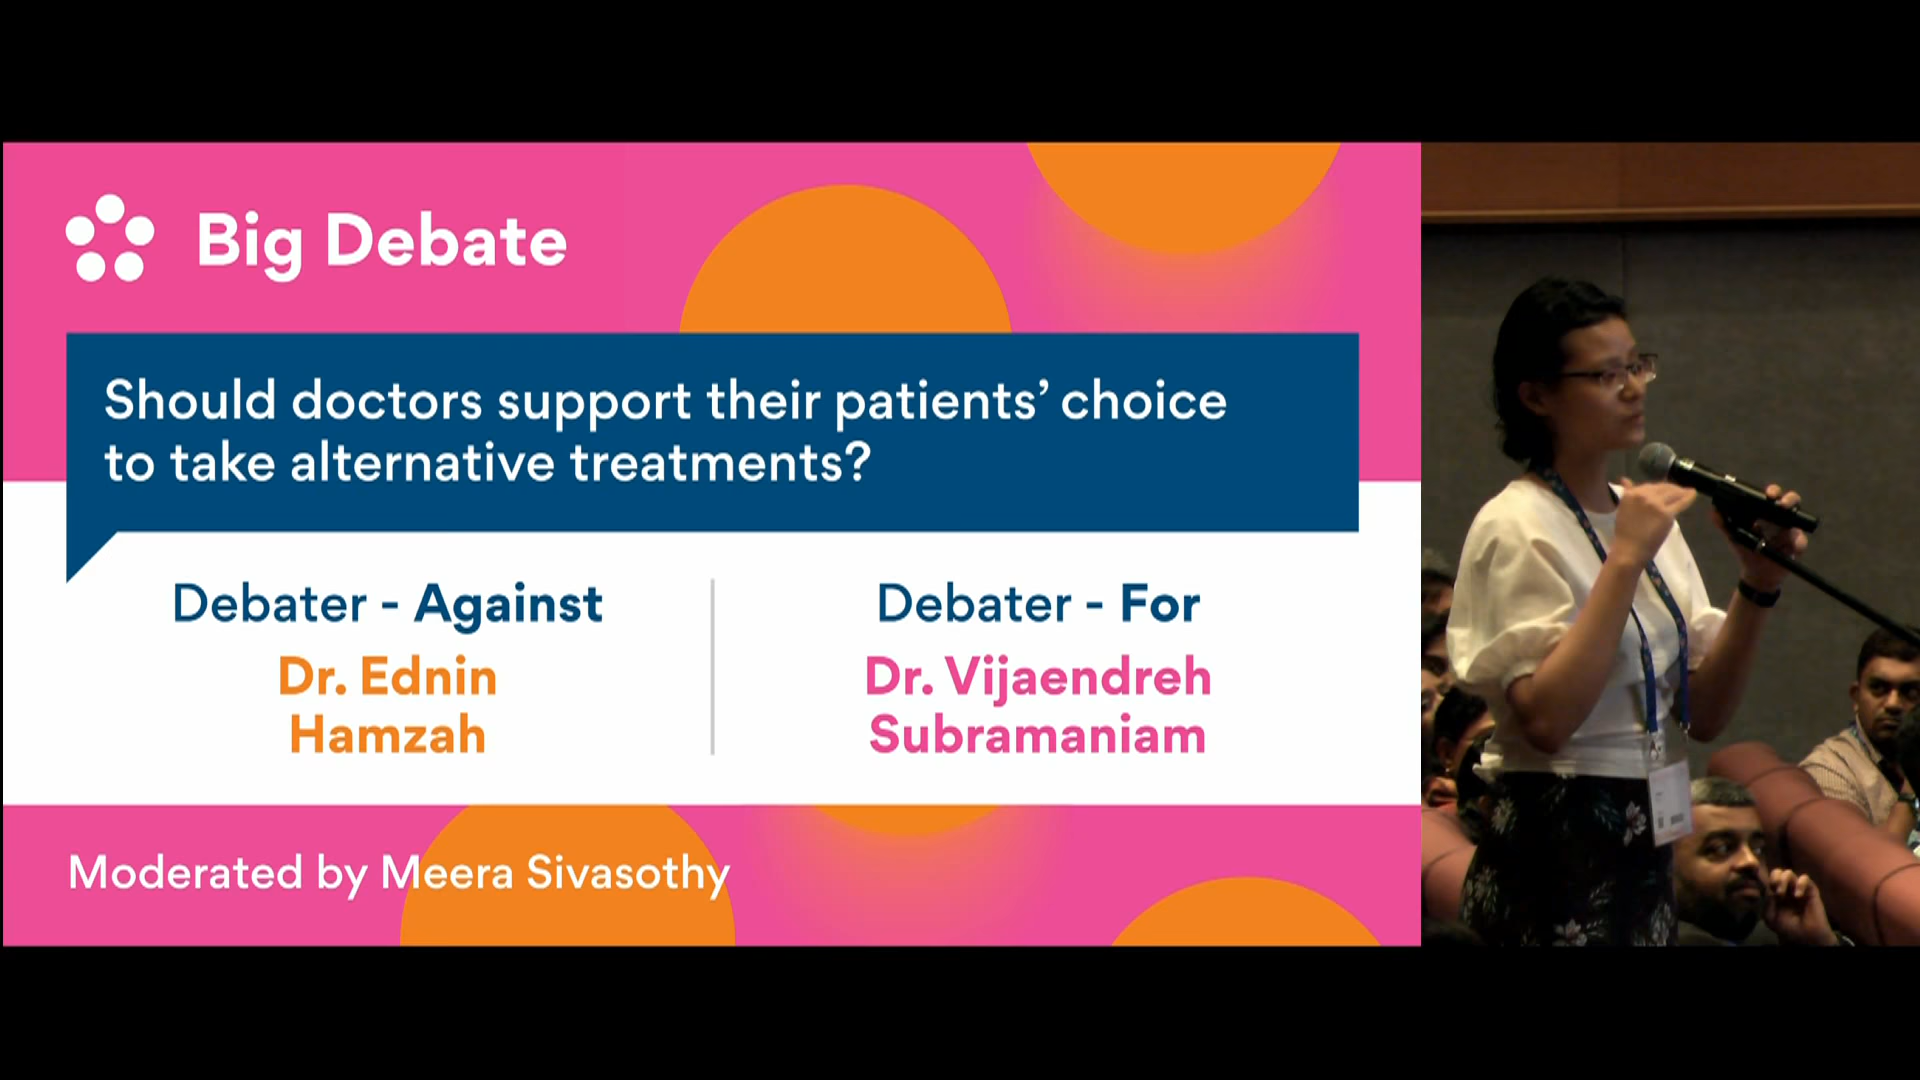 Big Debate
Should doctors support their patients’ choice
to take alternative treatments?
Debater - Against
Dr. Ednin
Hamzah
Debater - For
Dr. Vijaendreh
Subramaniam
Moderated by Meera Sivasothy